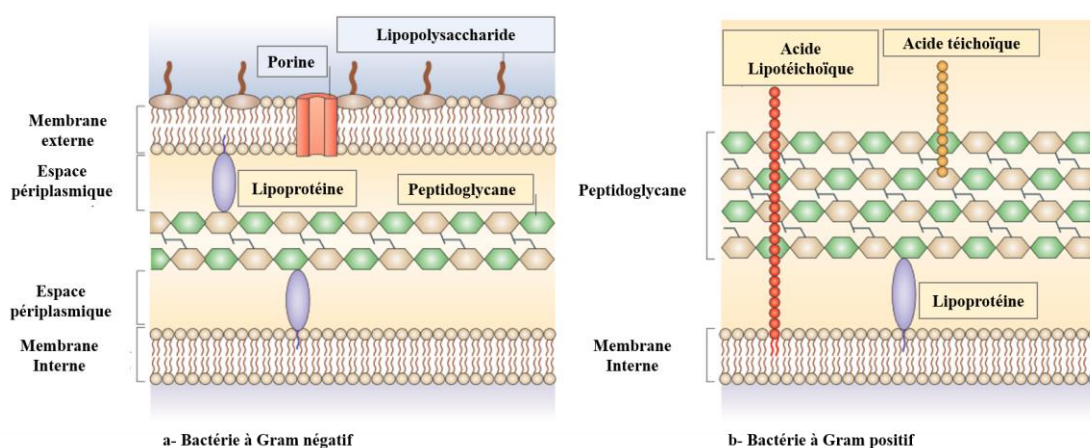 Lipopolysaccharide
Porine
Membrane
externe
Espace
périplasmique
Lipoprotéine
Peptidoglycane
Espace
périplasmique
Membrane
Interne
a- Bactérie à Gram négatif
Acide
Lipotéichoïque
Acide téichoïque
Peptidoglycane
Lipoprotéine
Membrane
Interne
b- Bactérie à Gram positif